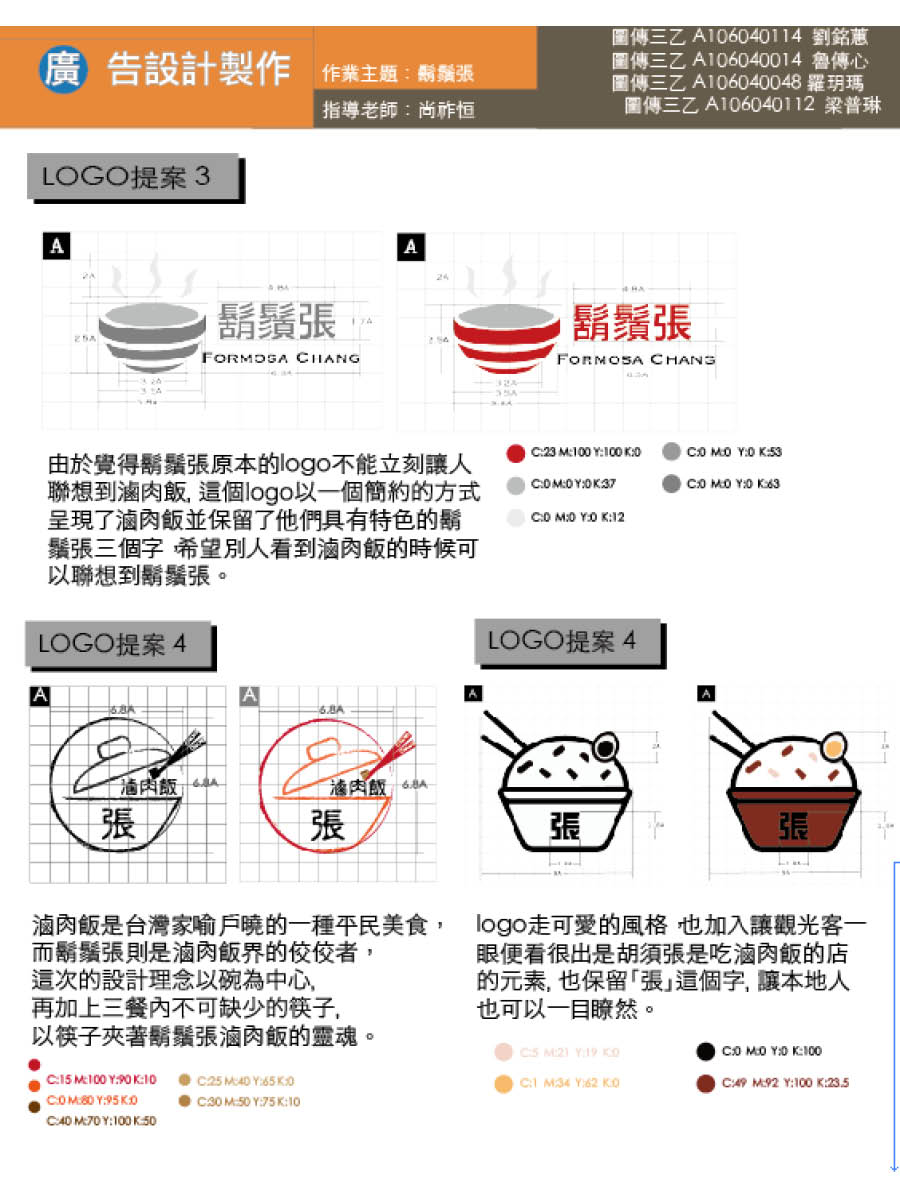 廣 告設計製作
作業主題：鬍鬚張
指導老師：尚祚恒
圖傳三乙 A106040114 劉銘蕙
圖傳三乙 A106040014 魯傳心
圖傳三乙 A106040048 羅玥瑪
圖傳三乙 A106040112 梁普琳
LOGO提案 3
A
2A
4.8A
鬍鬚張
1.7A
2.5A
FORMOSA CHANG
6.3A
3.2A
3.5A
A
2A
4.8A
鬍鬚張
2.5A
FORMOSA CHANG
6.3A
3.2A
3.5A
由於覺得鬍鬚張原本的logo不能立刻讓人
聯想到滷肉飯, 這個logo以一個簡約的方式
呈現了滷肉飯並保留了他們具有特色的鬍
鬚張三個字 ,希望別人看到滷肉飯的時候可
以聯想到鬍鬚張。
C:23 M:100 Y:100 K:0
C:0 M:0 Y:0 K:53
C:0 M:0 Y:0 K:37
C:0 M:0 Y:0 K:63
C:0 M:0 Y:0 K:12
LOGO提案 4
A
6.8A
滷肉飯
6.8A
張
A
6.8A
滷肉飯
6.8A
張
滷肉飯是台灣家喻戶曉的一種平民美食，
而鬍鬚張則是滷肉飯界的佼佼者，
這次的設計理念以碗為中心,
再加上三餐內不可缺少的筷子,
以筷子夾著鬍鬚張滷肉飯的靈魂。
C:15 M:100 Y:90 K:10
C:0 M:80 Y:95 K:0
C:40 M:70 Y:100 K:50
C:25 M:40 Y:65 K:0
C:30 M:50 Y:75 K:10
LOGO提案 4
A
張
A
張
logo走可愛的風格 ,也加入讓觀光客一
眼便看很出是胡須張是吃滷肉飯的店
的元素, 也保留「張」這個字, 讓本地人
也可以一目瞭然。
C:5 M:21 Y:19 K:0
C:0 M:0 Y:0 K:100
C:1 M:34 Y:62 K:0
C:49 M:92 Y:100 K:23.5